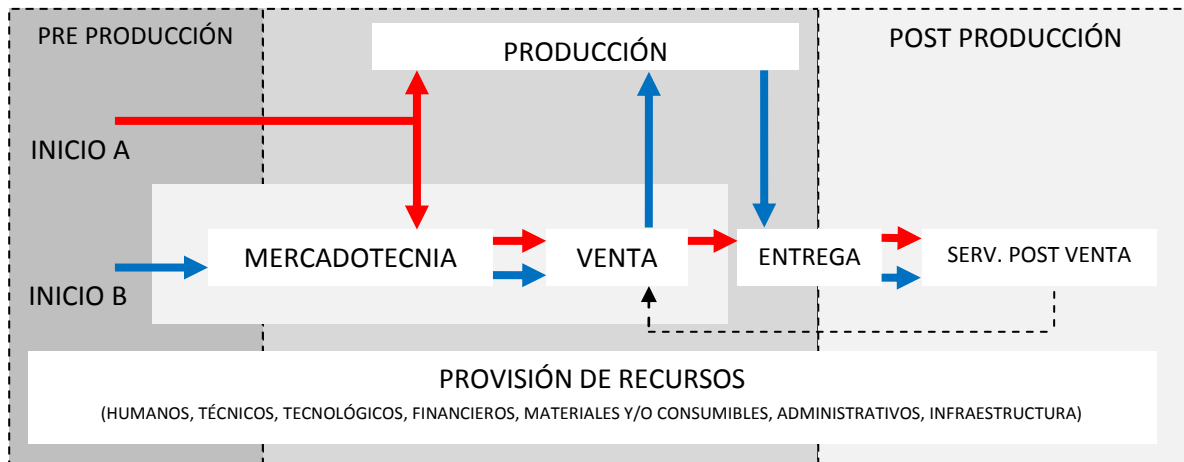 PRE PRODUCCIÓN
PRODUCCIÓN
POST PRODUCCIÓN
INICIO A
MERCADOTECNIA
VENTA
ENTREGA
SERV. POST VENTA
INICIO B
PROVISIÓN DE RECURSOS
(HUMANOS, TÉCNICOS, TECNOLÓGICOS, FINANCIEROS, MATERIALES Y/O CONSUMIBLES, ADMINISTRATIVOS, INFRAESTRUCTURA)